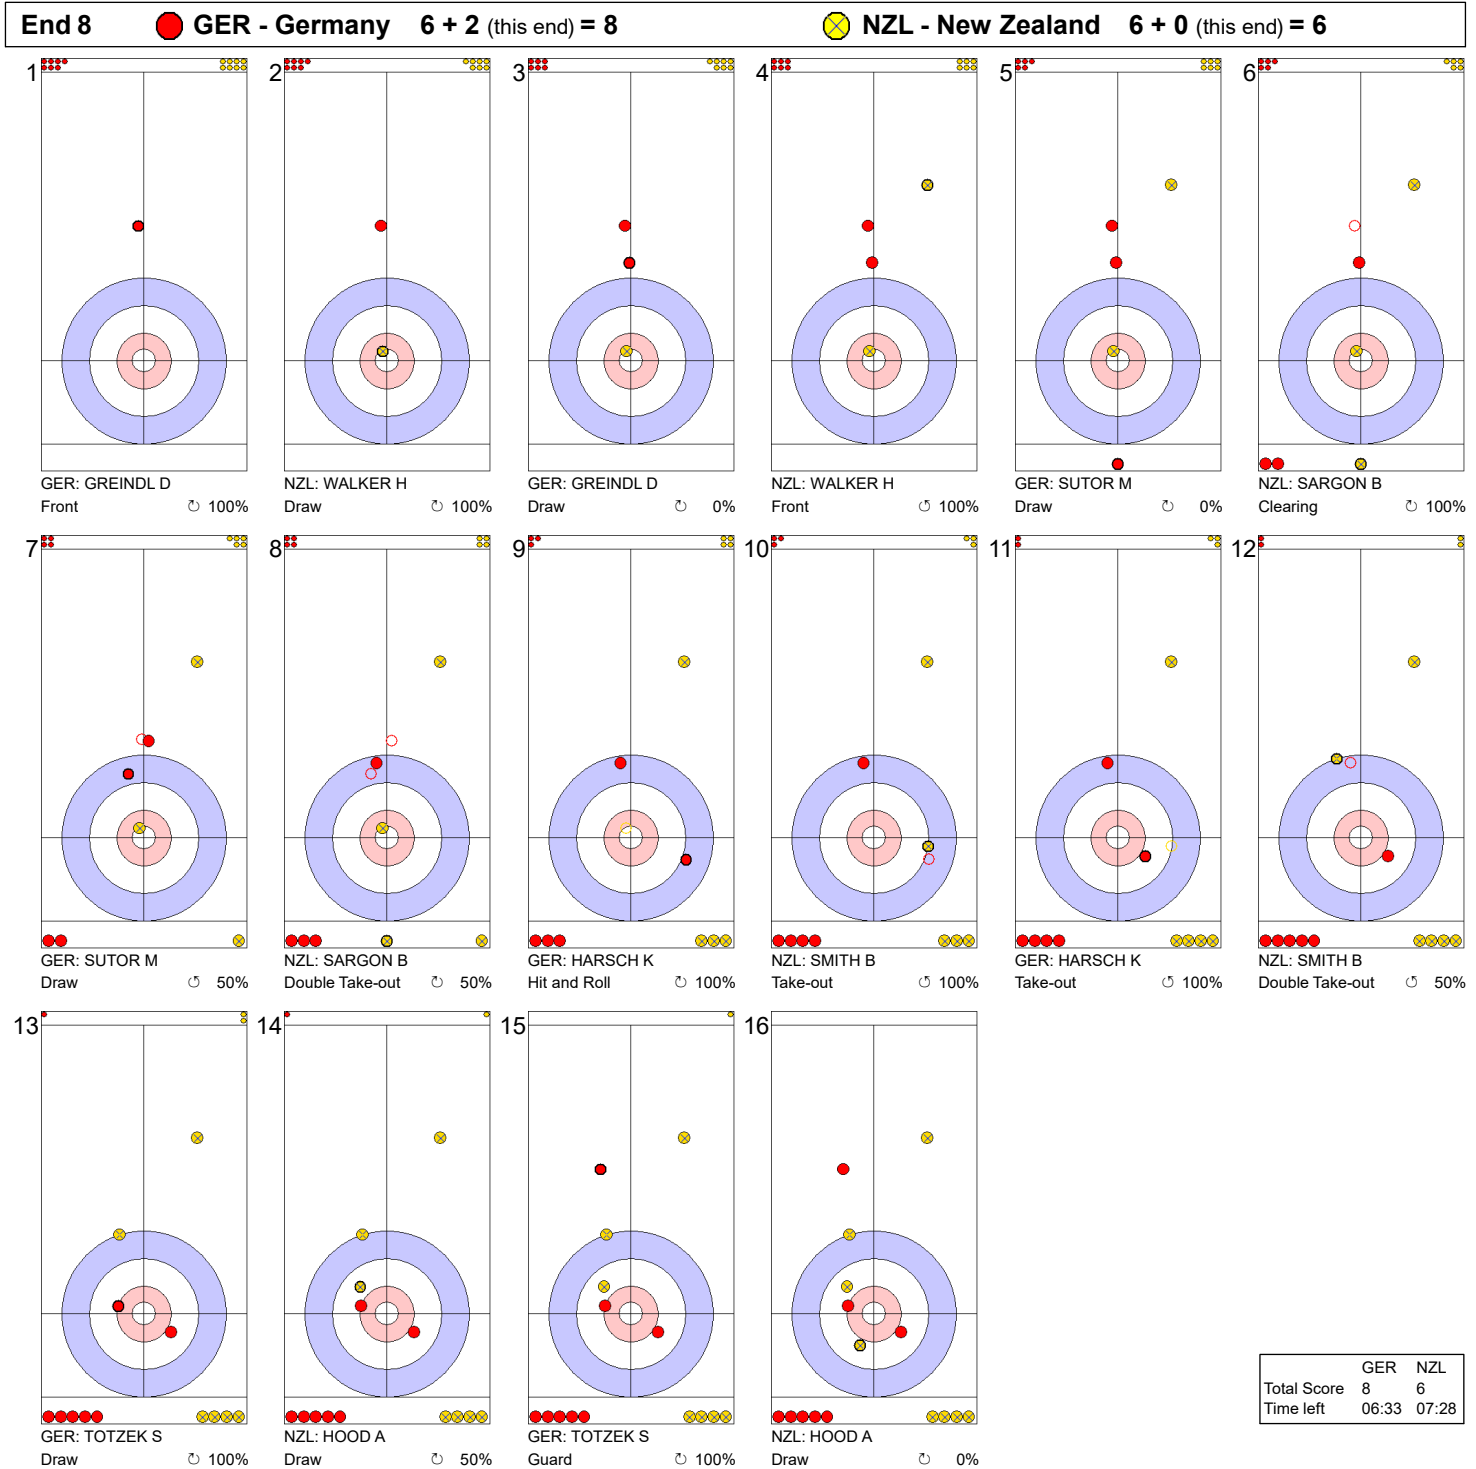 End 8 GER - Germany 6 + 2 (this end) = 8 NZL - New Zealand 6 + 0 (this end) = 6
1 2 3 4 5 6
GER: GREINDL D NZL: WALKER H GER: GREINDL D NZL: WALKER H GER: SUTOR M NZL: SARGON B
Front ↻ 100% Draw ↻ 100% Draw ↻ 0% Front ↻ 100% Draw ↻ 0% Clearing ↻ 100%
7 8 9 10 11 12
GER: SUTOR M NZL: SARGON B GER: HARSCH K NZL: SMITH B GER: HARSCH K NZL: SMITH B
Draw ↺ 50% Double Take-out ↺ 50% Hit and Roll ↻ 100% Take-out ↺ 100% Take-out ↺ 100% Double Take-out ↺ 50%
13 14 15 16
GER: TOTZEK S NZL: HOOD A GER: TOTZEK S NZL: HOOD A
Draw ↻ 100% Draw ↻ 50% Guard ↻ 100% Draw ↻ 0%
GER NZL
Total Score 8 6
Time left 06:33 07:28